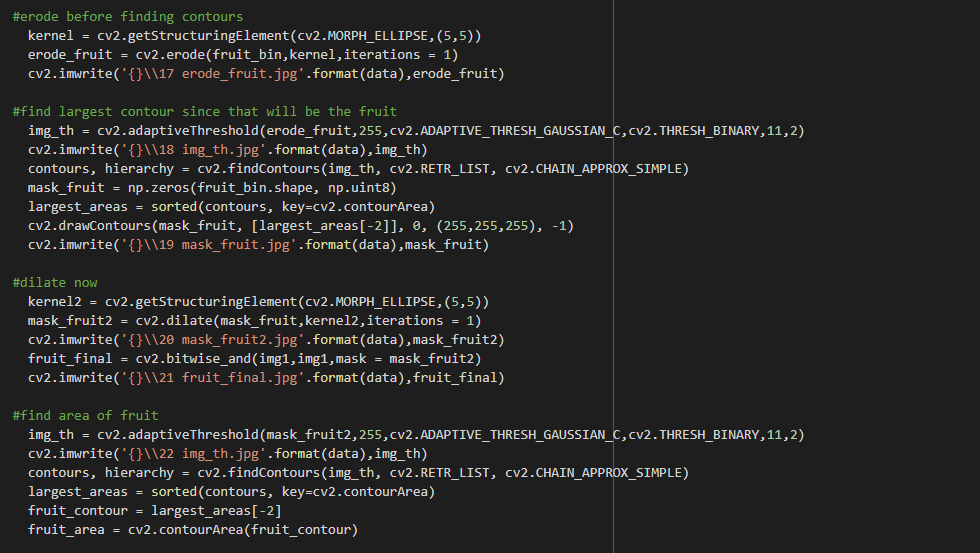 #erode before finding contours
kernel = cv2.getStructuringElement(cv2.MORPH_ELLIPSE,(5,5))
erode_fruit = cv2.erode(fruit_bin,kernel,iterations = 1)
cv2.imwrite('{}\\17 erode_fruit.jpg'.format(data),erode_fruit)
#find largest contour since that will be the fruit
img_th = cv2.adaptiveThreshold(erode_fruit,255,cv2.ADAPTIVE_THRESH_GAUSSIAN_C,cv2.THRESH_BINARY,11,2)
cv2.imwrite('{}\\18 img_th.jpg'.format(data),img_th)
contours, hierarchy = cv2.findContours(img_th, cv2.RETR_LIST, cv2.CHAIN_APPROX_SIMPLE)
mask_fruit = np.zeros(fruit_bin.shape, np.uint8)
largest_areas = sorted(contours, key=cv2.contourArea)
cv2.drawContours(mask_fruit, [largest_areas[-2]], 0, (255,255,255), -1)
cv2.imwrite('{}\\19 mask_fruit.jpg'.format(data),mask_fruit)
#dilate now
kernel2 = cv2.getStructuringElement(cv2.MORPH_ELLIPSE,(5,5))
mask_fruit2 = cv2.dilate(mask_fruit,kernel2,iterations = 1)
cv2.imwrite('{}\\20 mask_fruit2.jpg'.format(data),mask_fruit2)
fruit_final = cv2.bitwise_and(img1,img1,mask = mask_fruit2)
cv2.imwrite('{}\\21 fruit_final.jpg'.format(data),fruit_final)
#find area of fruit
img_th = cv2.adaptiveThreshold(mask_fruit2,255,cv2.ADAPTIVE_THRESH_GAUSSIAN_C,cv2.THRESH_BINARY,11,2)
cv2.imwrite('{}\\22 img_th.jpg'.format(data),img_th)
contours, hierarchy = cv2.findContours(img_th, cv2.RETR_LIST, cv2.CHAIN_APPROX_SIMPLE)
largest_areas = sorted(contours, key=cv2.contourArea)
fruit_contour = largest_areas[-2]
fruit_area = cv2.contourArea(fruit_contour)